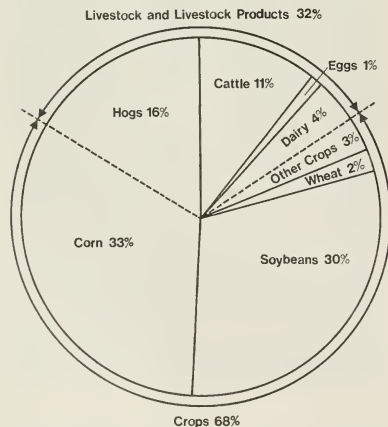 Livestock and Livestock Products 32%
Eggs 1%
Cattle 11%
Hogs 16%
Dairy 4%
Other Crops 3%
Wheat 2%
Corn 33%
Soybeans 30%
Crops 68%